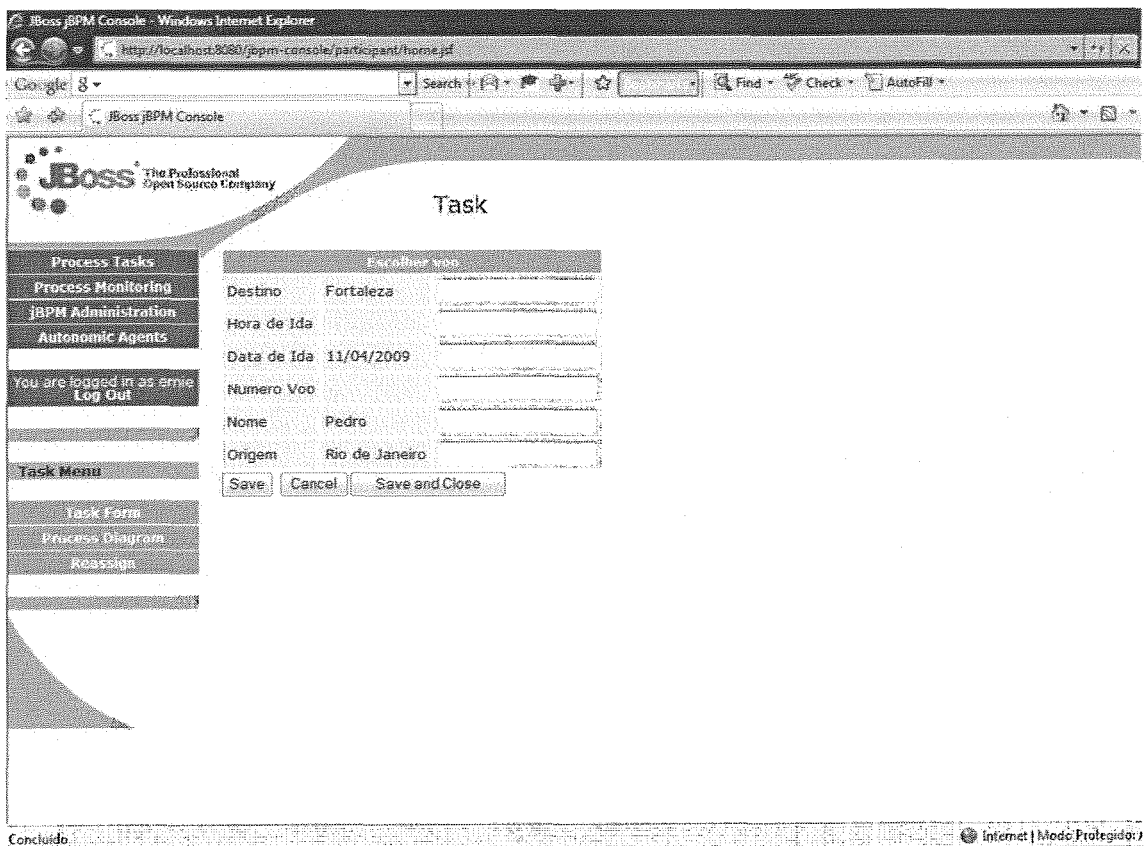 JBoss jBPM Console - Windows Internet Explorer
http://localhost:8080/jbpm-console/participant/home.jsf
Google
Search
Find
Check
AutoFill
JBoss jBPM Console
JBoss The Professional
Open Source Company
Task
Process Tasks
Process Monitoring
jBPM Administration
Autonomic Agents
You are logged in as ernie
Log Out
Task Menu
Task Form
Process Diagram
Reassign
Escolher voo
Destino Fortaleza
Hora de Ida
Data de Ida 11/04/2009
Numero Voo
Nome Pedro
Origem Rio de Janeiro
Save Cancel Save and Close
Concluído
Internet | Modo Protegido: